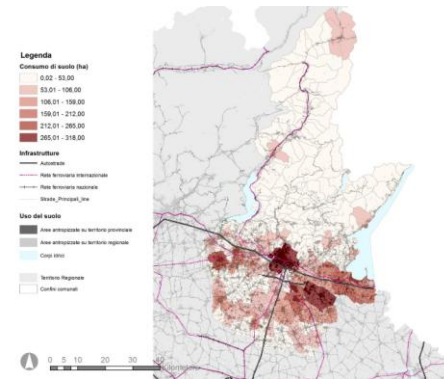 Legenda
Consumo di suolo (ha)
0,02 - 53,00
53,01 - 106,00
106,01 - 159,00
159,01 - 212,00
212,01 - 265,00
265,01 - 318,00
Infrastrutture
Autostrade
Rete ferroviaria internazionale
Rete ferroviaria nazionale
Strade_Principali_line
Uso del suolo
Aree antropizzate su territorio provinciale
Aree antropizzate su territorio regionale
Corpi idrici
Territorio Regionale
Confini comunali
0 5 10 20 30 40